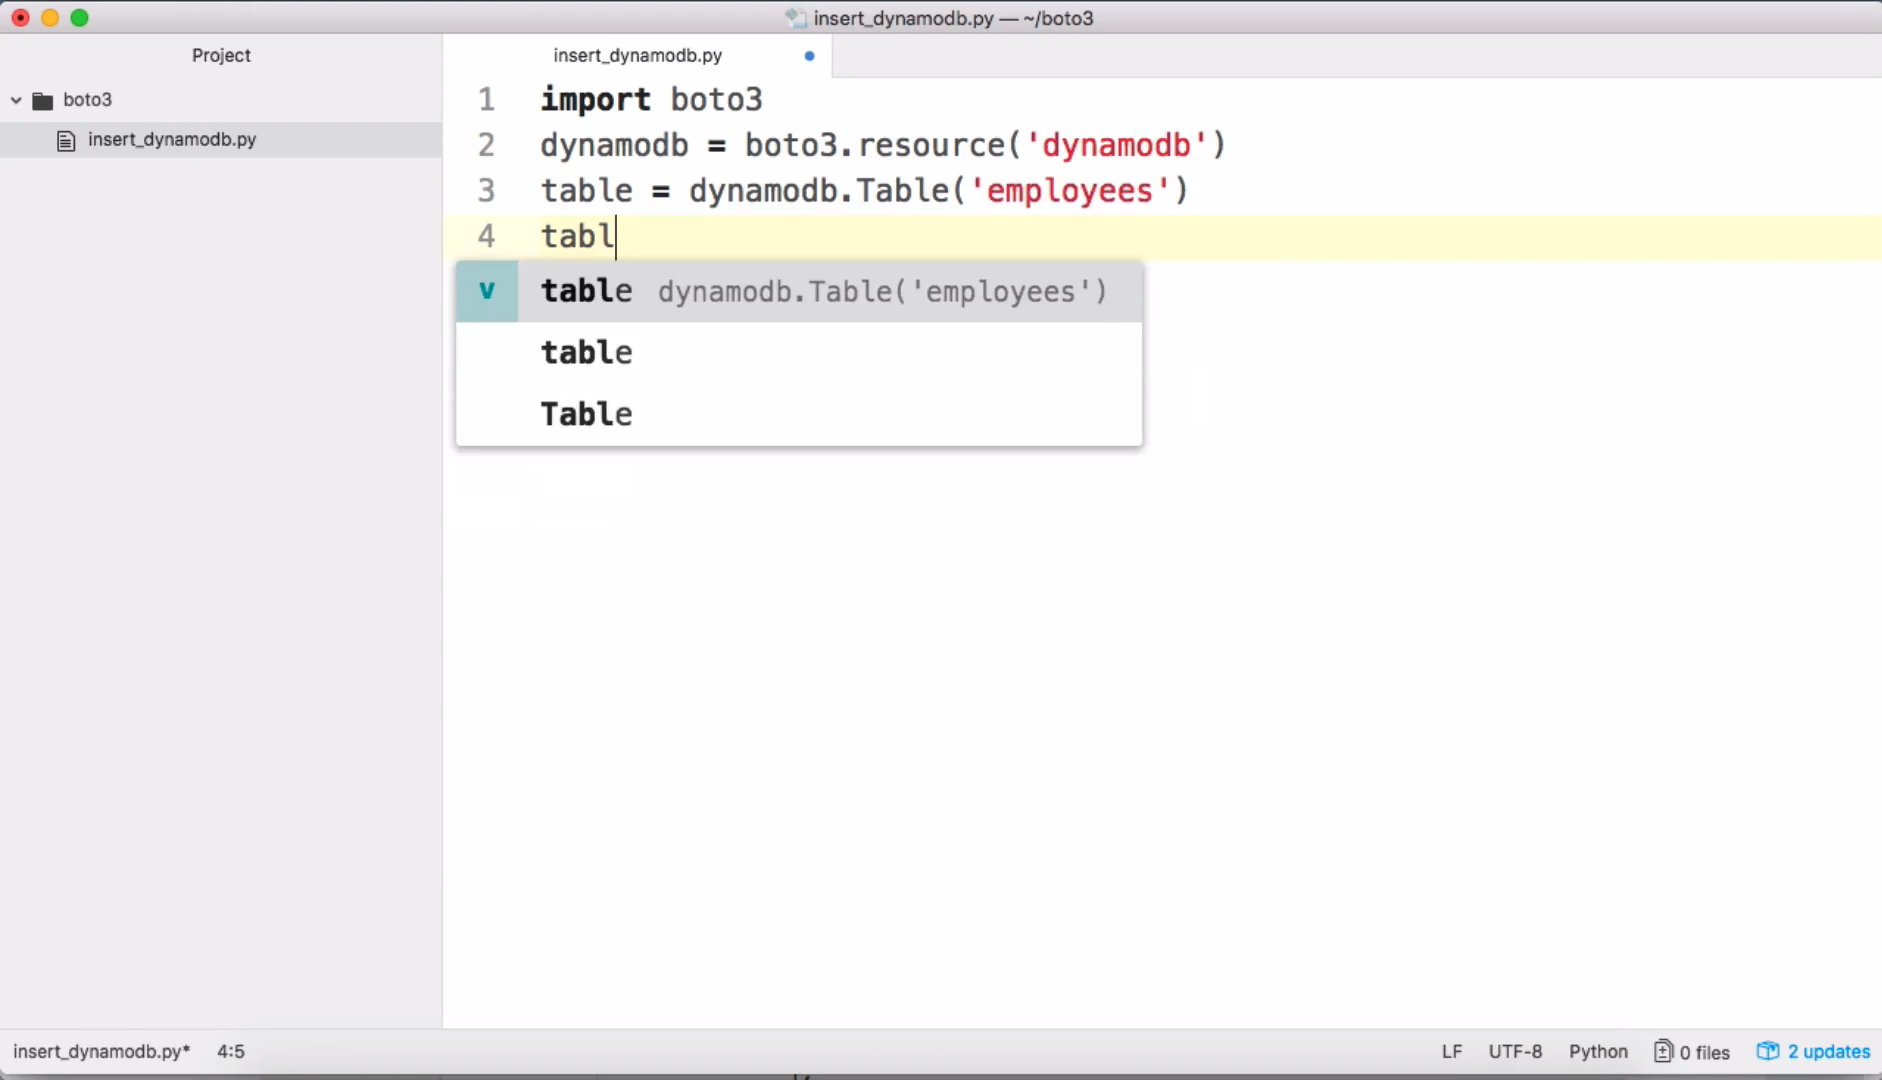 insert_dynamodb.py — ~/boto3
Project
insert_dynamodb.py
boto3
insert_dynamodb.py
1 import boto3
2 dynamodb = boto3.resource('dynamodb')
3 table = dynamodb.Table('employees')
4 tabl
v table dynamodb.Table('employees')
table
Table
insert_dynamodb.py* 4:5 LF UTF-8 Python 0 files 2 updates